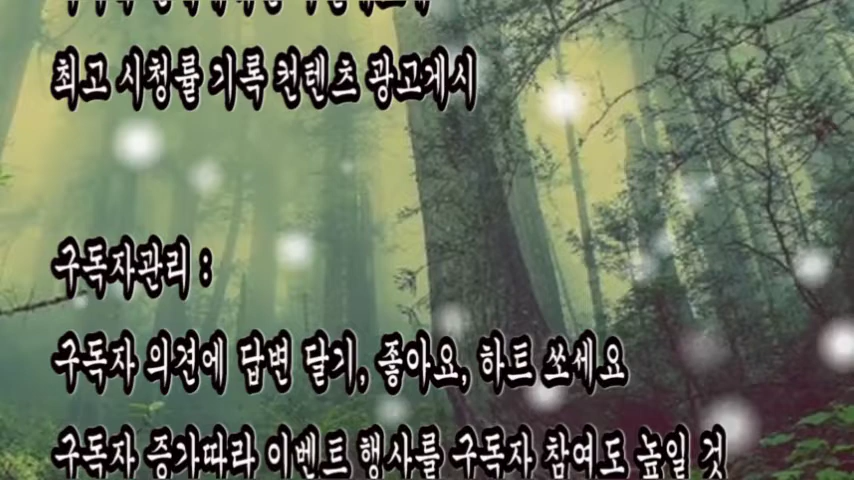 최고 시청률 기록 컨텐츠 광고게시
구독자관리 :
구독자 의견에 답변 달기, 좋아요, 하트 쏘세요
구독자 증가따라 이벤트 행사를 구독자 참여도 높일 것